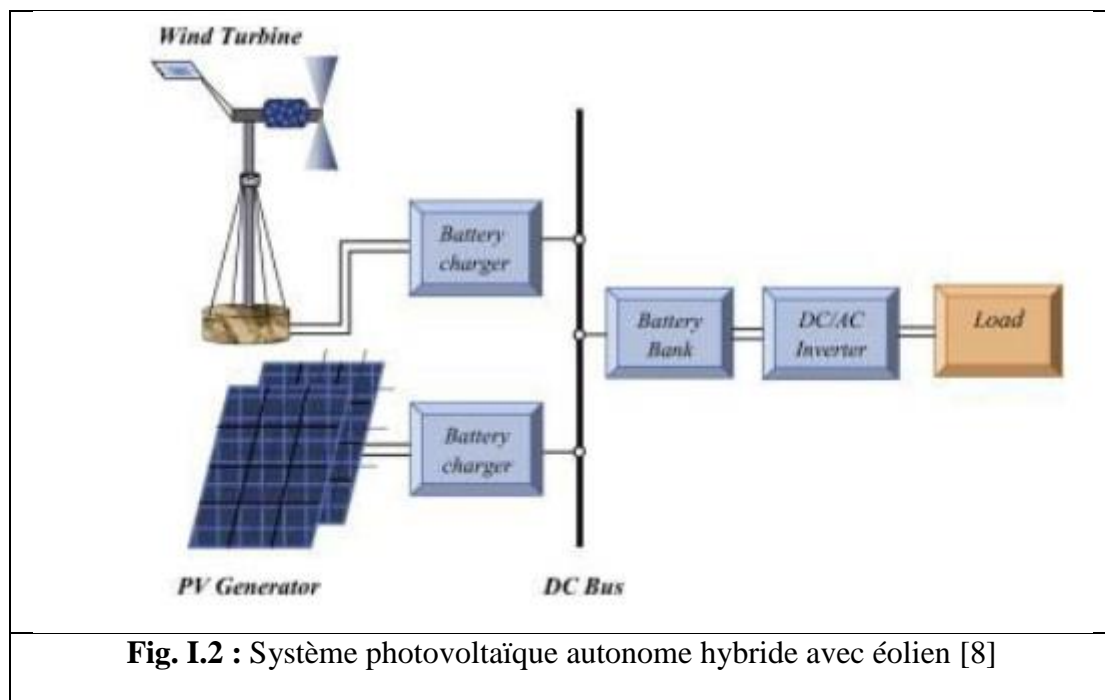 Wind Turbine
Battery
charger
Battery
Bank
DC/AC
Inverter
Load
Battery
charger
PV Generator
DC Bus
Fig. I.2 : Système photovoltaïque autonome hybride avec éolien [8]